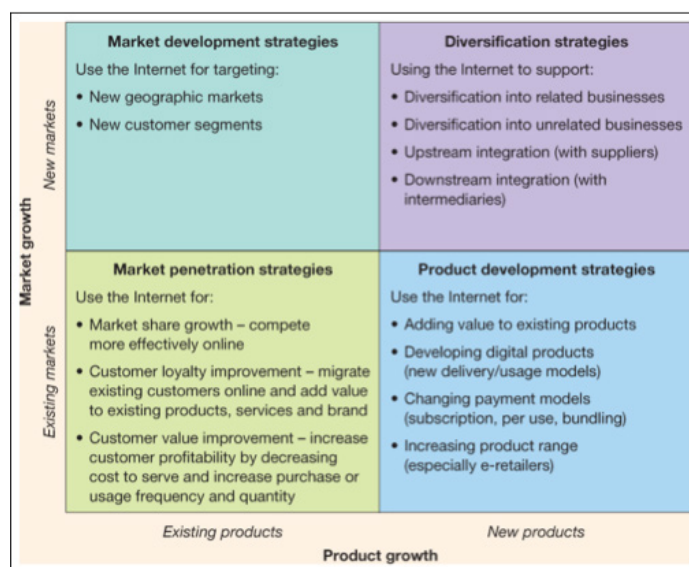 Market development strategies
Use the Internet for targeting:
• New geographic markets
• New customer segments
Diversification strategies
Using the Internet to support:
• Diversification into related businesses
• Diversification into unrelated businesses
• Upstream integration (with suppliers)
• Downstream integration (with
intermediaries)
New markets
Market growth
Existing markets
Market penetration strategies
Use the Internet for:
• Market share growth – compete
more effectively online
• Customer loyalty improvement – migrate
existing customers online and add value
to existing products, services and brand
• Customer value improvement – increase
customer profitability by decreasing
cost to serve and increase purchase or
usage frequency and quantity
Product development strategies
Use the Internet for:
• Adding value to existing products
• Developing digital products
(new delivery/usage models)
• Changing payment models
(subscription, per use, bundling)
• Increasing product range
(especially e-retailers)
Existing products
New products
Product growth